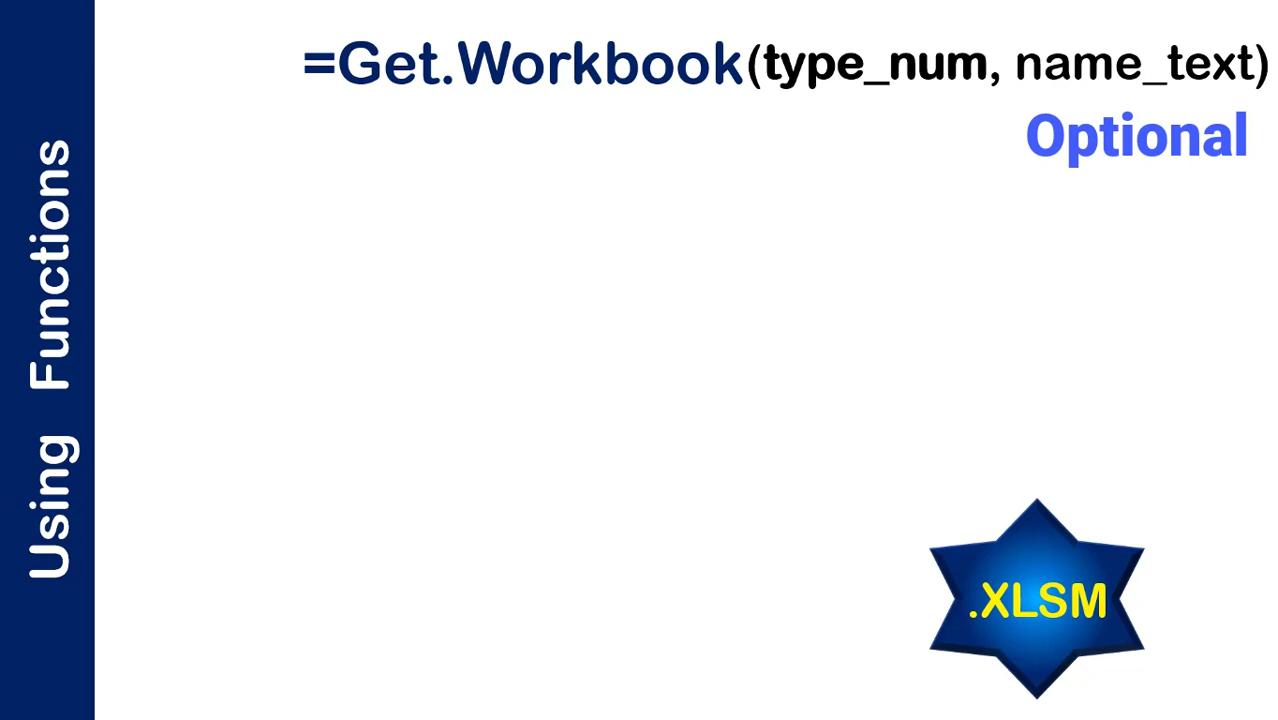 Using Functions
=Get.Workbook(type_num, name_text)
Optional
.XLSM